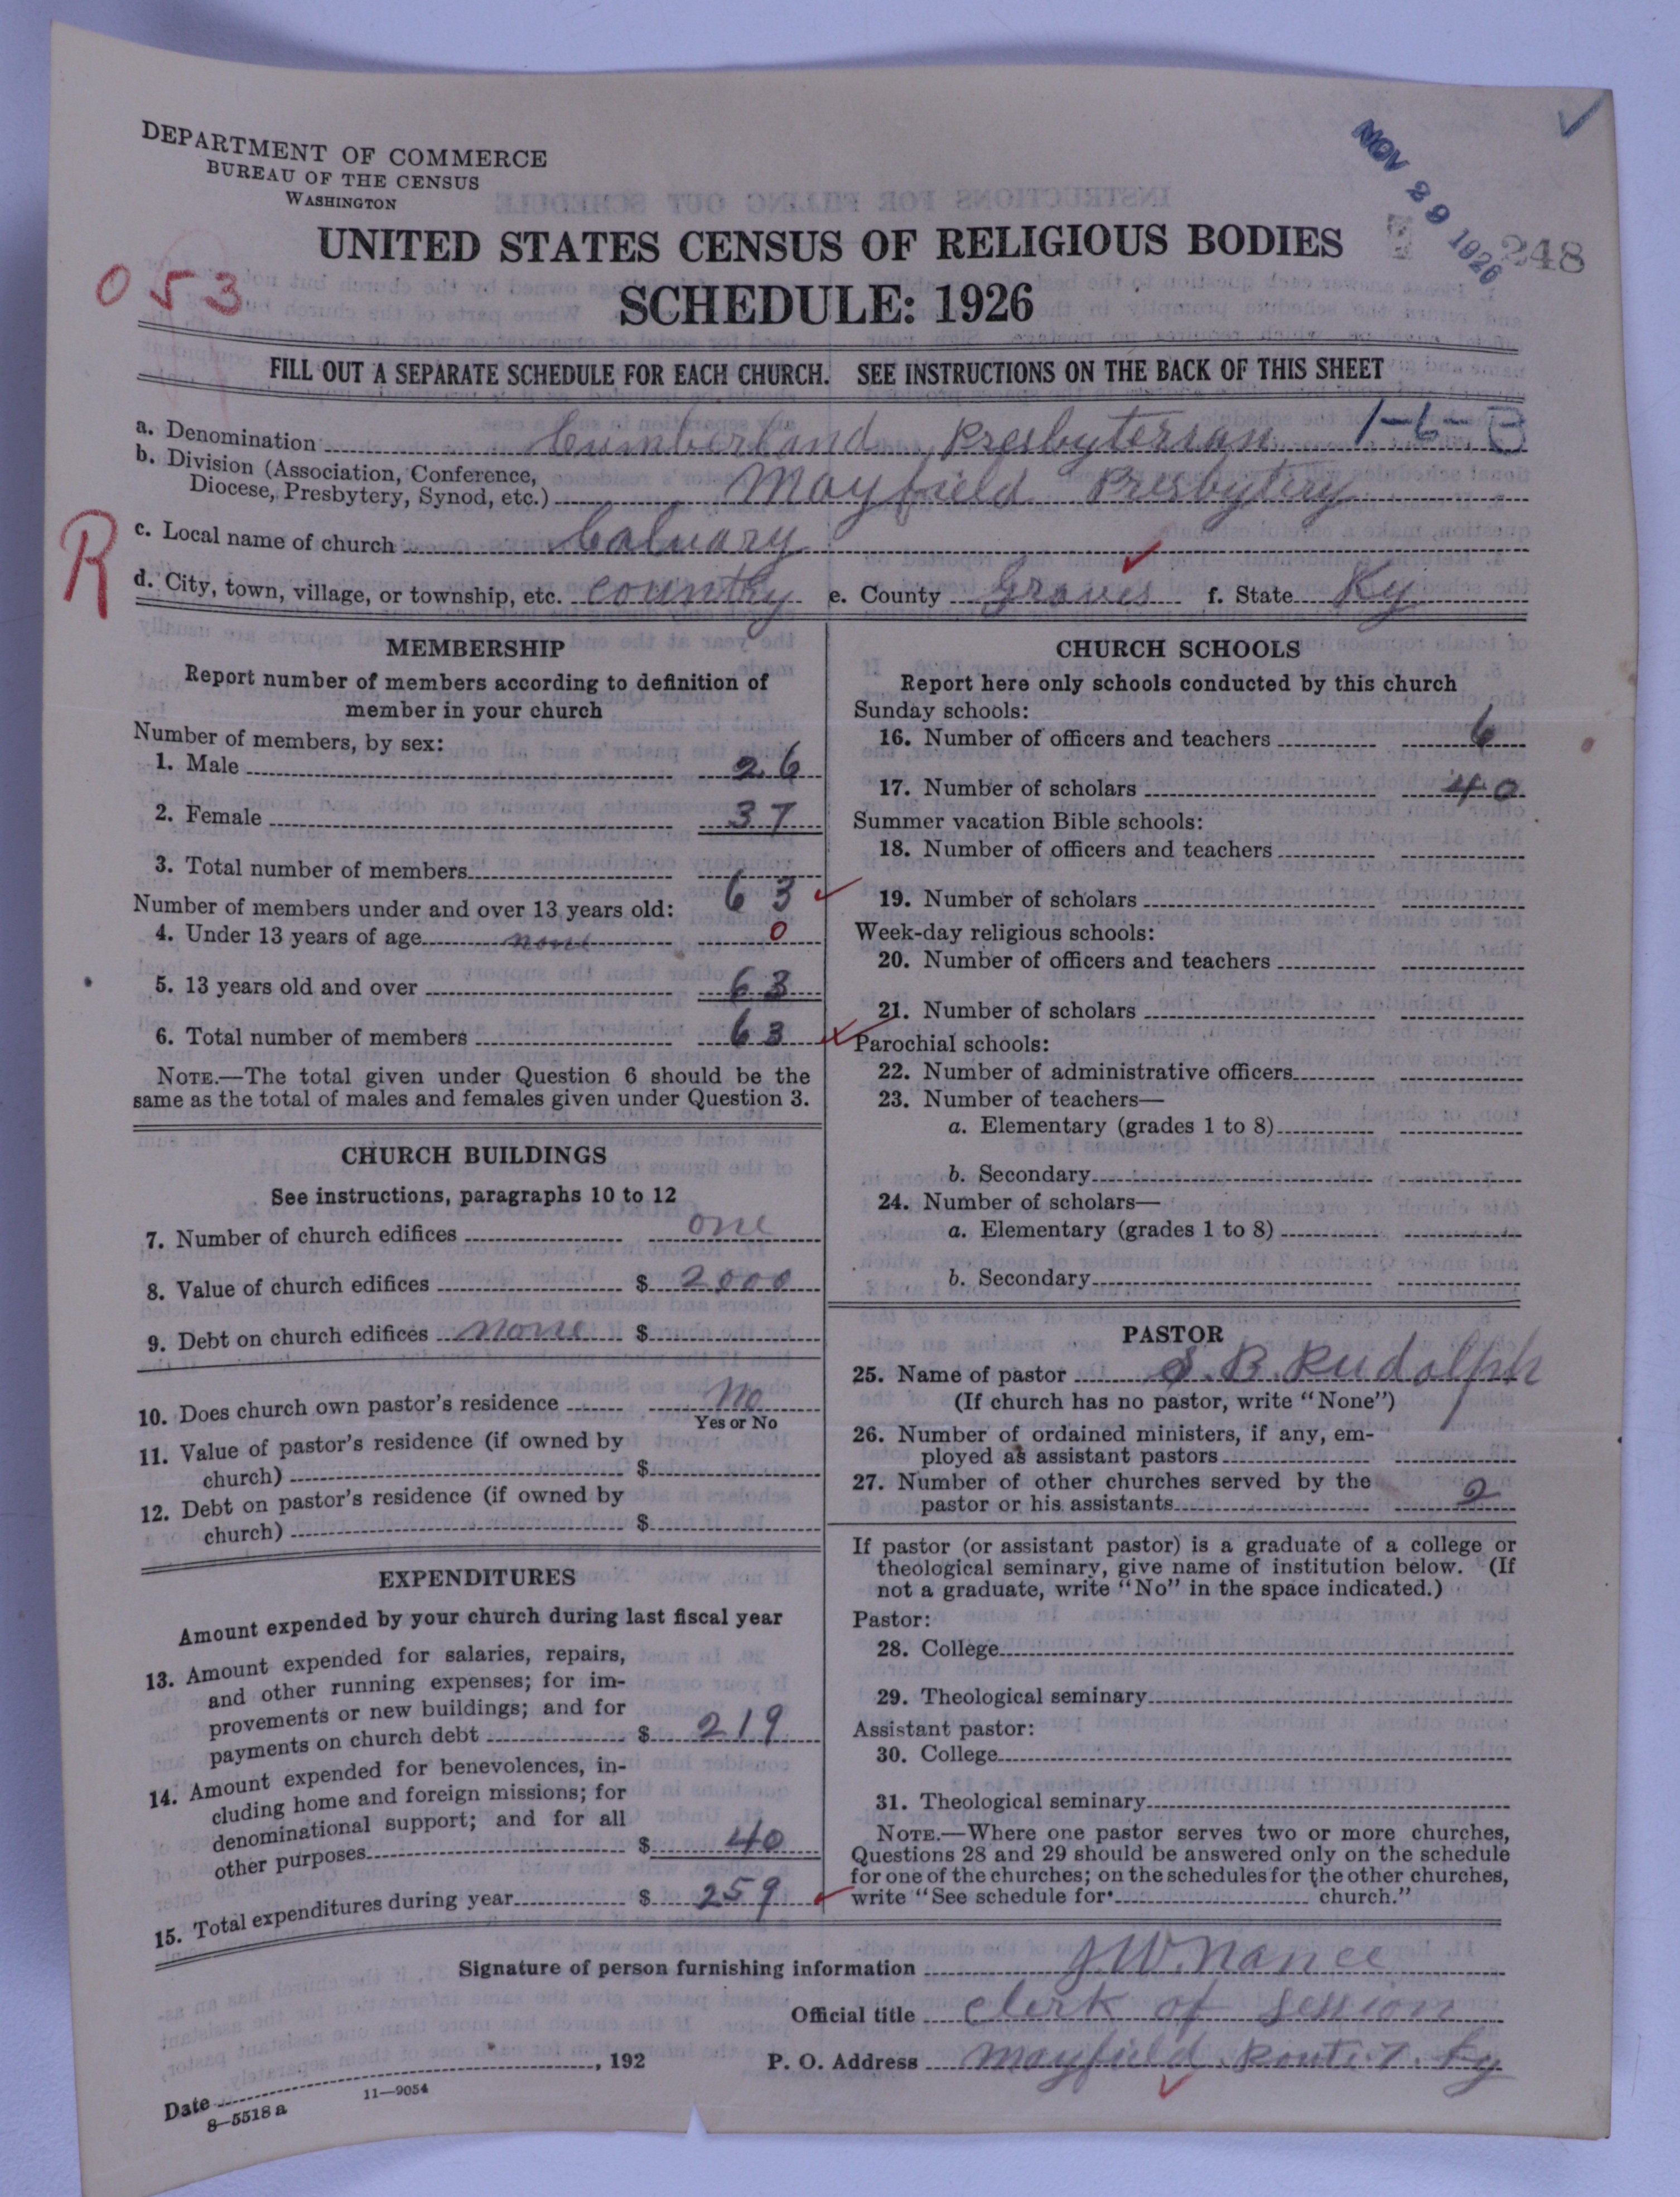 DEPARTMENT OF COMMERCE
BUREAU OF THE CENSUS
WASHINGTON
NOV 29 1926
248
UNITED STATES CENSUS OF RELIGIOUS BODIES
053
SCHEDULE: 1926
FILL OUT A SEPARATE SCHEDULE FOR EACH CHURCH. SEE INSTRUCTIONS ON THE BACK OF THIS SHEET
a. Denomination Cumberland Presbyterian 1-6-B
b. Division (Association, Conference,
Diocese, Presbytery, Synod, etc.) Mayfield Presbytery
R
c. Local name of church Calvary
d. City, town, village, or township, etc. country e. County Graves f. State Ky
MEMBERSHIP
Report number of members according to definition of
member in your church
Number of members, by sex:
1. Male 26
2. Female 37
3. Total number of members 63
Number of members under and over 13 years old:
4. Under 13 years of age none 0
5. 13 years old and over 63
6. Total number of members 63
NOTE.—The total given under Question 6 should be the
same as the total of males and females given under Question 3.
CHURCH BUILDINGS
See instructions, paragraphs 10 to 12
7. Number of church edifices one
8. Value of church edifices $ 2000
9. Debt on church edifices none $
10. Does church own pastor's residence No
Yes or No
11. Value of pastor's residence (if owned by
church) $
12. Debt on pastor's residence (if owned by
church) $
EXPENDITURES
Amount expended by your church during last fiscal year
13. Amount expended for salaries, repairs,
and other running expenses; for im-
provements or new buildings; and for
payments on church debt $ 219
14. Amount expended for benevolences, in-
cluding home and foreign missions; for
denominational support; and for all
other purposes $ 40
15. Total expenditures during year $ 259
CHURCH SCHOOLS
Report here only schools conducted by this church
Sunday schools:
16. Number of officers and teachers 6
17. Number of scholars 40
Summer vacation Bible schools:
18. Number of officers and teachers
19. Number of scholars
Week-day religious schools:
20. Number of officers and teachers
21. Number of scholars
Parochial schools:
22. Number of administrative officers
23. Number of teachers—
a. Elementary (grades 1 to 8)
b. Secondary
24. Number of scholars—
a. Elementary (grades 1 to 8)
b. Secondary
PASTOR
25. Name of pastor S. B. Rudolph
(If church has no pastor, write "None")
26. Number of ordained ministers, if any, em-
ployed as assistant pastors
27. Number of other churches served by the
pastor or his assistants 2
If pastor (or assistant pastor) is a graduate of a college or
theological seminary, give name of institution below. (If
not a graduate, write "No" in the space indicated.)
Pastor:
28. College
29. Theological seminary
Assistant pastor:
30. College
31. Theological seminary
NOTE.—Where one pastor serves two or more churches,
Questions 28 and 29 should be answered only on the schedule
for one of the churches; on the schedules for the other churches,
write "See schedule for church."
Signature of person furnishing information J. W. Nance
Official title clerk of session
Date , 192 P. O. Address Mayfield Route 7. Ky
8—5518 a 11—9054